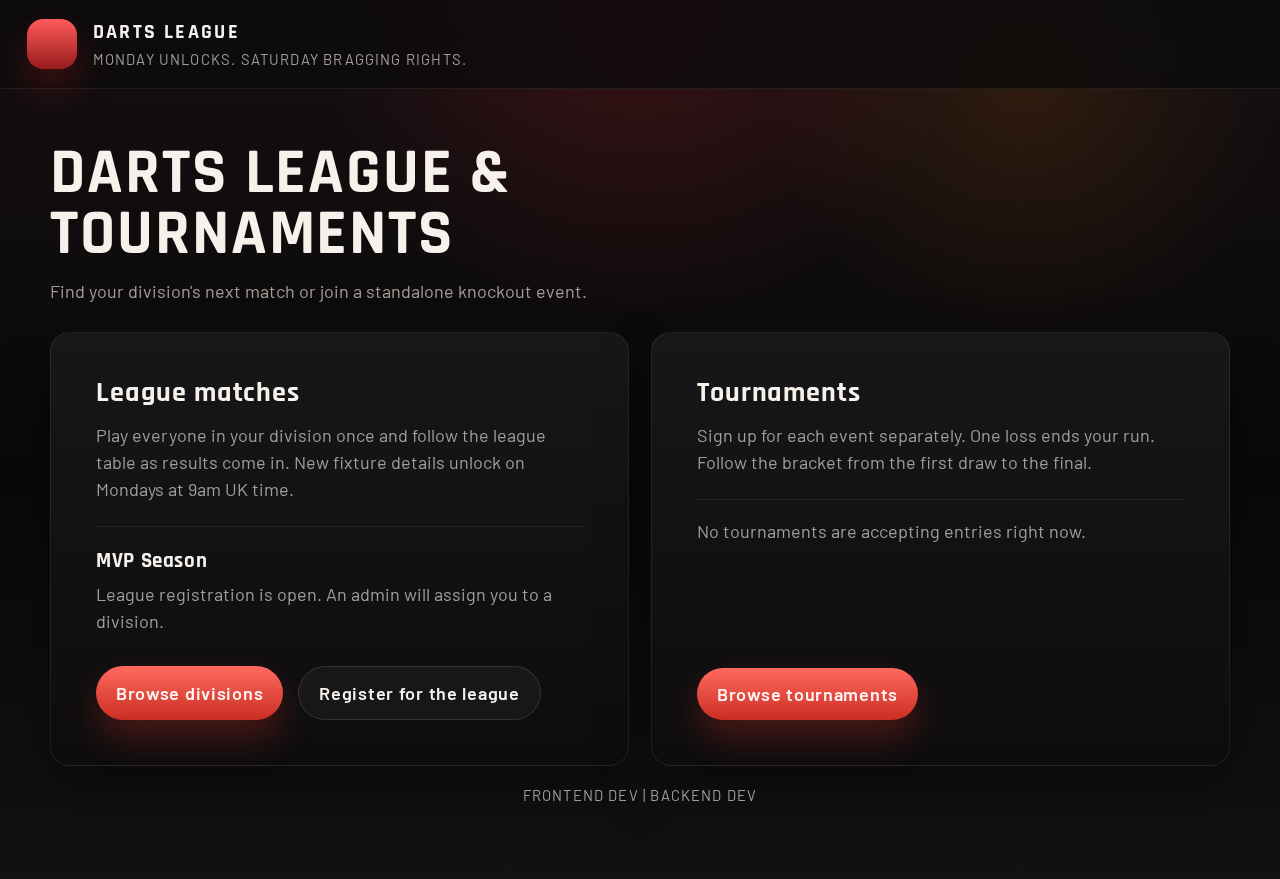 DARTS LEAGUE
MONDAY UNLOCKS. SATURDAY BRAGGING RIGHTS.
DARTS LEAGUE &
TOURNAMENTS
Find your division's next match or join a standalone knockout event.
League matches
Play everyone in your division once and follow the league
table as results come in. New fixture details unlock on
Mondays at 9am UK time.
MVP Season
League registration is open. An admin will assign you to a
division.
Browse divisions
Register for the league
Tournaments
Sign up for each event separately. One loss ends your run.
Follow the bracket from the first draw to the final.
No tournaments are accepting entries right now.
Browse tournaments
FRONTEND DEV | BACKEND DEV